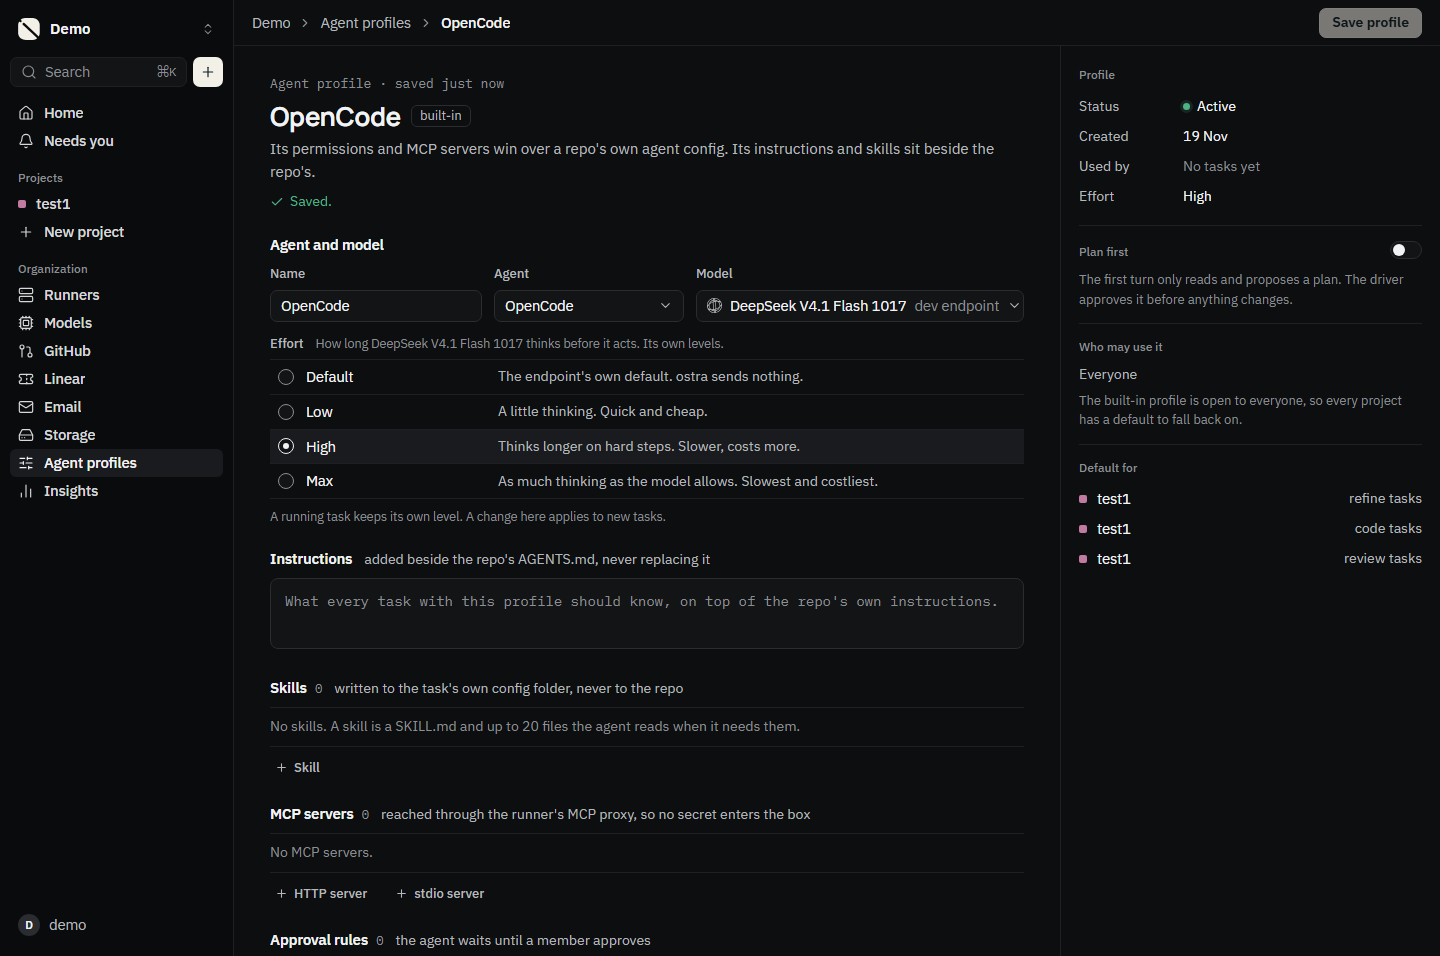 Demo
Search ⌘K +
Home
Needs you
Projects
test1
+ New project
Organization
Runners
Models
GitHub
Linear
Email
Storage
Agent profiles
Insights
D demo
Demo > Agent profiles > OpenCode
Save profile
Agent profile · saved just now
OpenCode built-in
Its permissions and MCP servers win over a repo's own agent config. Its instructions and skills sit beside the
repo's.
✓ Saved.
Agent and model
Name Agent Model
OpenCode OpenCode DeepSeek V4.1 Flash 1017 dev endpoint
Effort How long DeepSeek V4.1 Flash 1017 thinks before it acts. Its own levels.
Default The endpoint's own default. ostra sends nothing.
Low A little thinking. Quick and cheap.
High Thinks longer on hard steps. Slower, costs more.
Max As much thinking as the model allows. Slowest and costliest.
A running task keeps its own level. A change here applies to new tasks.
Instructions added beside the repo's AGENTS.md, never replacing it
What every task with this profile should know, on top of the repo's own instructions.
Skills 0 written to the task's own config folder, never to the repo
No skills. A skill is a SKILL.md and up to 20 files the agent reads when it needs them.
+ Skill
MCP servers 0 reached through the runner's MCP proxy, so no secret enters the box
No MCP servers.
+ HTTP server + stdio server
Approval rules 0 the agent waits until a member approves
Profile
Status Active
Created 19 Nov
Used by No tasks yet
Effort High
Plan first
The first turn only reads and proposes a plan. The driver
approves it before anything changes.
Who may use it
Everyone
The built-in profile is open to everyone, so every project
has a default to fall back on.
Default for
test1 refine tasks
test1 code tasks
test1 review tasks